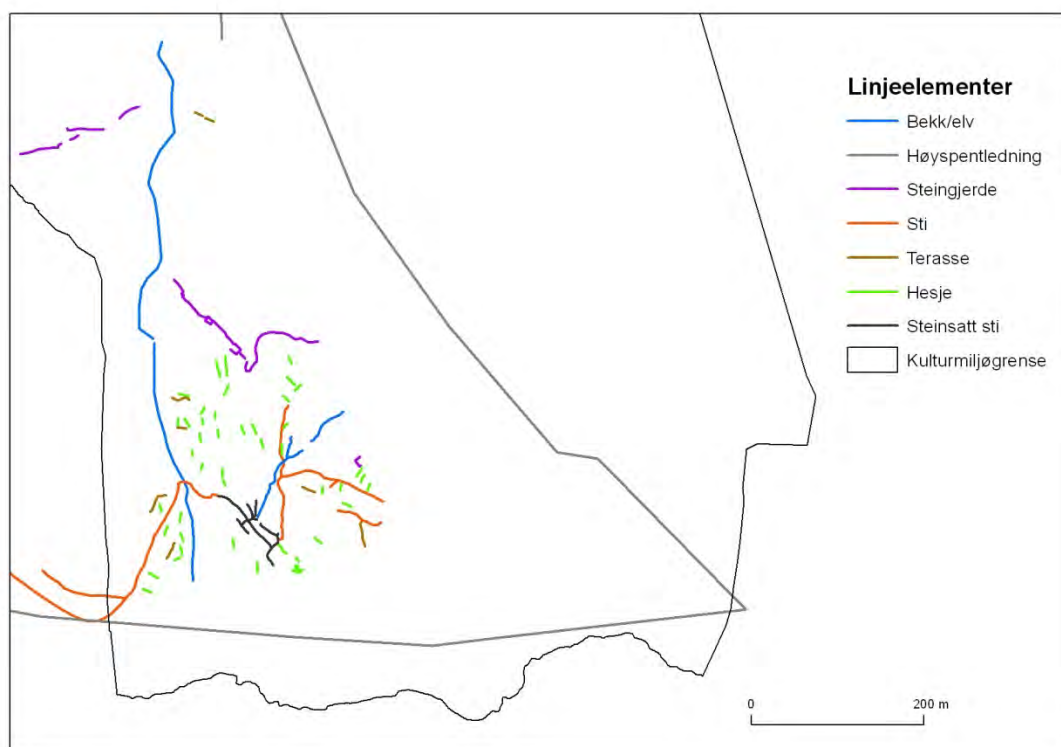 Linjeelementer
Bekk/elv
Høyspentledning
Steingjerde
Sti
Terasse
Hesje
Steinsatt sti
Kulturmiljøgrense
0 200 m